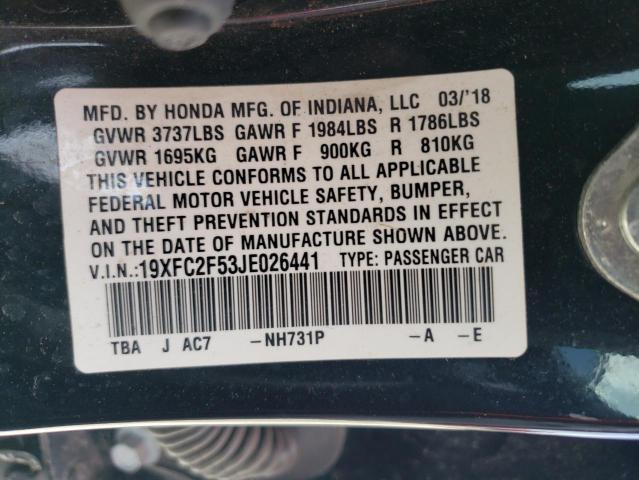 MFD. BY HONDA MFG. OF INDIANA, LLC 03/'18
GVWR 3737LBS GAWR F 1984LBS R 1786LBS
GVWR 1695KG GAWR F 900KG R 810KG
THIS VEHICLE CONFORMS TO ALL APPLICABLE
FEDERAL MOTOR VEHICLE SAFETY, BUMPER,
AND THEFT PREVENTION STANDARDS IN EFFECT
ON THE DATE OF MANUFACTURE SHOWN ABOVE.
V.I.N.:19XFC2F53JE026441 TYPE: PASSENGER CAR
TBA J AC7 -NH731P -A -E